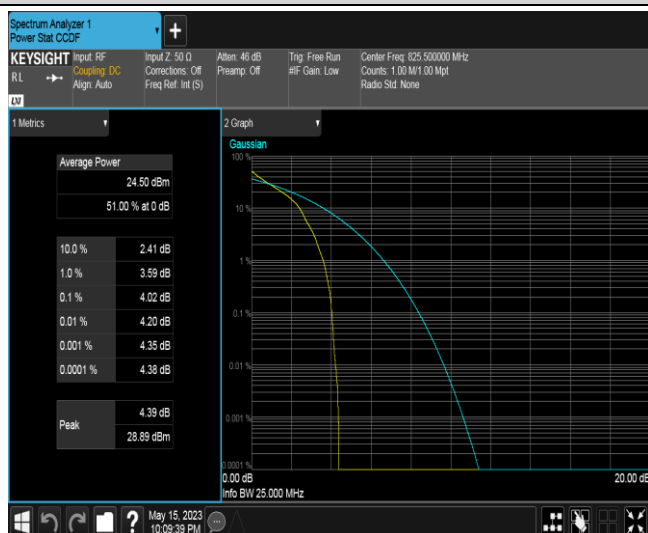 Spectrum Analyzer 1
Power Stat CCDF
+
KEYSIGHT
R L
LXI
Input: RF
Coupling: DC
Align: Auto
Input Z: 50 Ω
Corrections: Off
Freq Ref: Int (S)
Atten: 46 dB
Preamp: Off
Trig: Free Run
#IF Gain: Low
Center Freq: 825.500000 MHz
Counts: 1.00 M/1.00 Mpt
Radio Std: None
1 Metrics
Average Power
24.50 dBm
51.00 % at 0 dB
10.0 % 2.41 dB
1.0 % 3.59 dB
0.1 % 4.02 dB
0.01 % 4.20 dB
0.001 % 4.35 dB
0.0001 % 4.38 dB
Peak
4.39 dB
28.89 dBm
2 Graph
Gaussian
100 %
10 %
1 %
0.1 %
0.01 %
0.001 %
0.0001 %
0.00 dB
20.00 dB
Info BW 25.000 MHz
?
May 15, 2023
10:09:39 PM